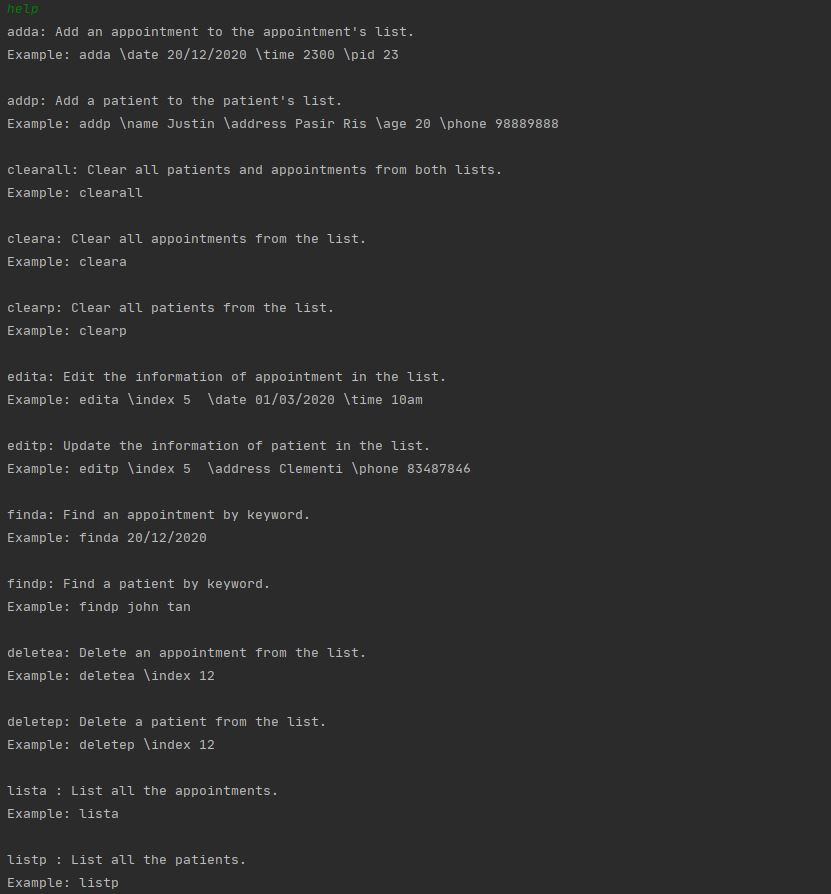 help
adda: Add an appointment to the appointment's list.
Example: adda \date 20/12/2020 \time 2300 \pid 23
addp: Add a patient to the patient's list.
Example: addp \name Justin \address Pasir Ris \age 20 \phone 98889888
clearall: Clear all patients and appointments from both lists.
Example: clearall
cleara: Clear all appointments from the list.
Example: cleara
clearp: Clear all patients from the list.
Example: clearp
edita: Edit the information of appointment in the list.
Example: edita \index 5  \date 01/03/2020 \time 10am
editp: Update the information of patient in the list.
Example: editp \index 5  \address Clementi \phone 83487846
finda: Find an appointment by keyword.
Example: finda 20/12/2020
findp: Find a patient by keyword.
Example: findp john tan
deletea: Delete an appointment from the list.
Example: deletea \index 12
deletep: Delete a patient from the list.
Example: deletep \index 12
lista : List all the appointments.
Example: lista
listp : List all the patients.
Example: listp